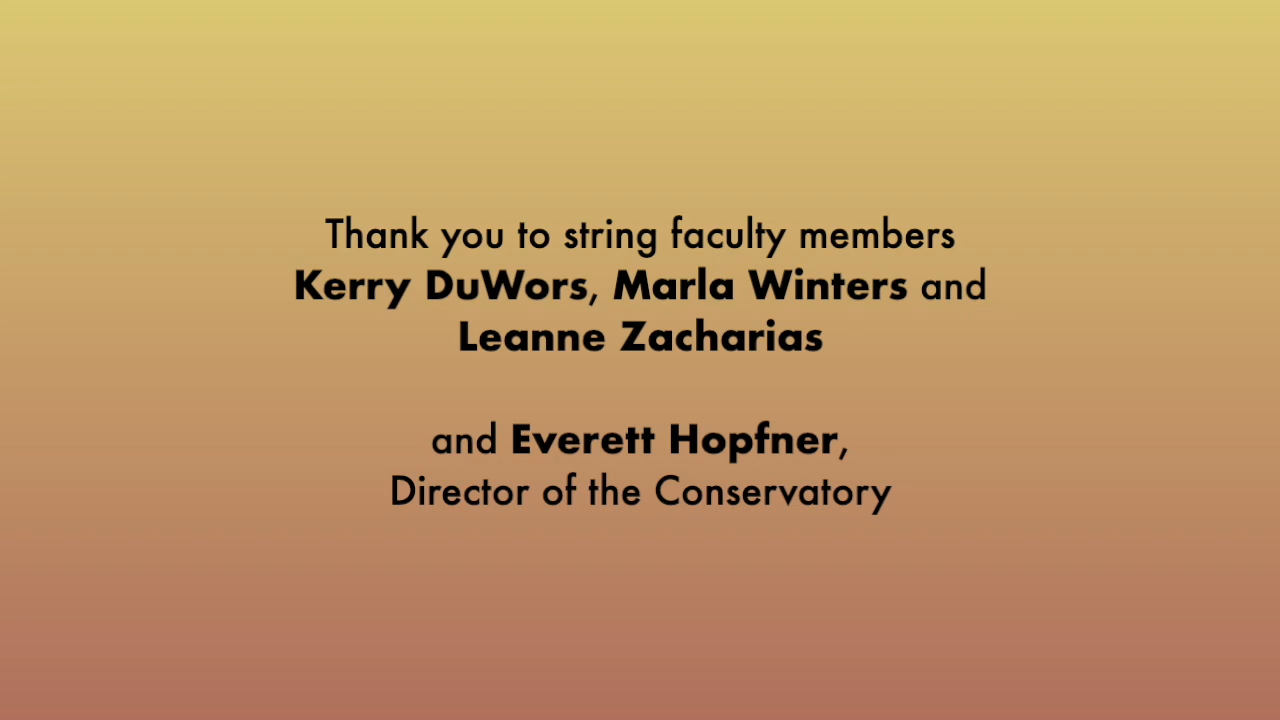 Thank you to string faculty members
Kerry DuWors, Marla Winters and
Leanne Zacharias
and Everett Hopfner,
Director of the Conservatory